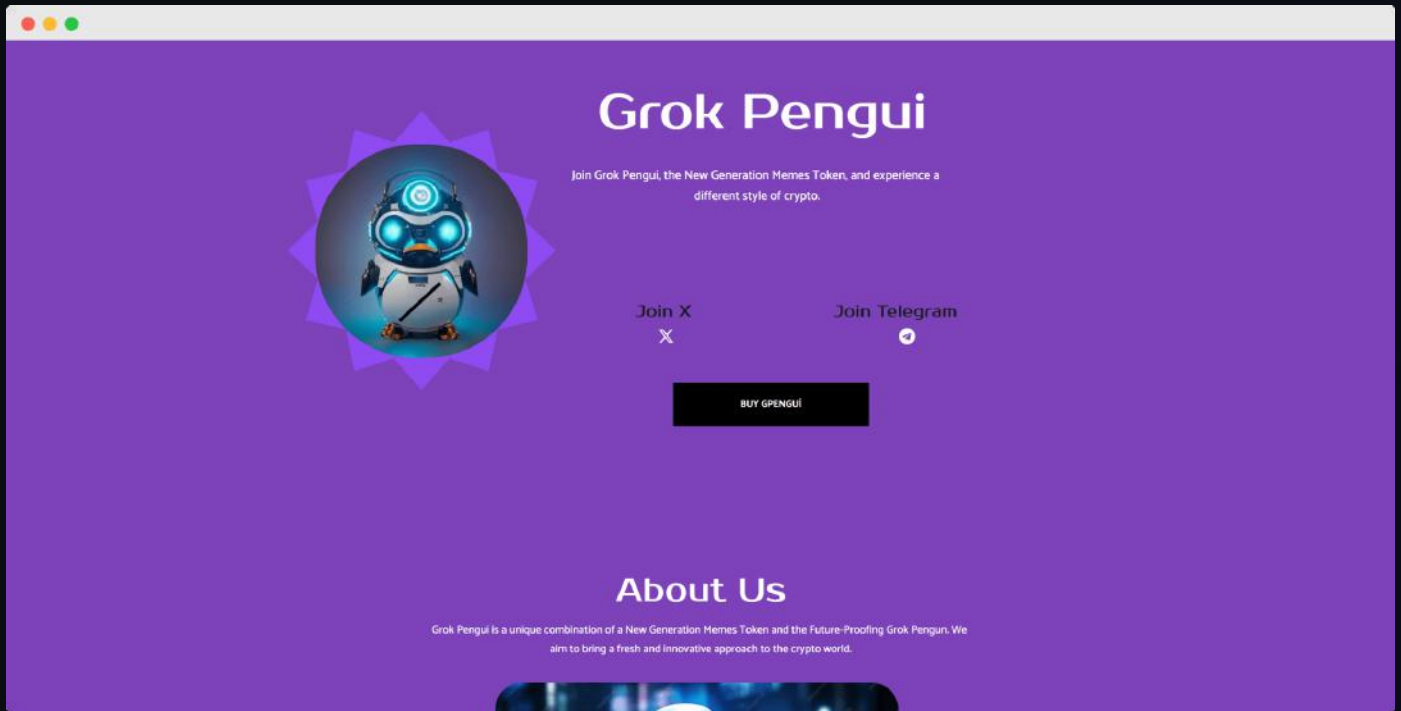 Grok Pengui
Join Grok Pengui, the New Generation Memes Token, and experience a
different style of crypto.
Join X
Join Telegram
BUY GPENGUÍ
About Us
Grok Pengui is a unique combination of a New Generation Memes Token and the Future-Proofing Grok Pengun. We
aim to bring a fresh and innovative approach to the crypto world.